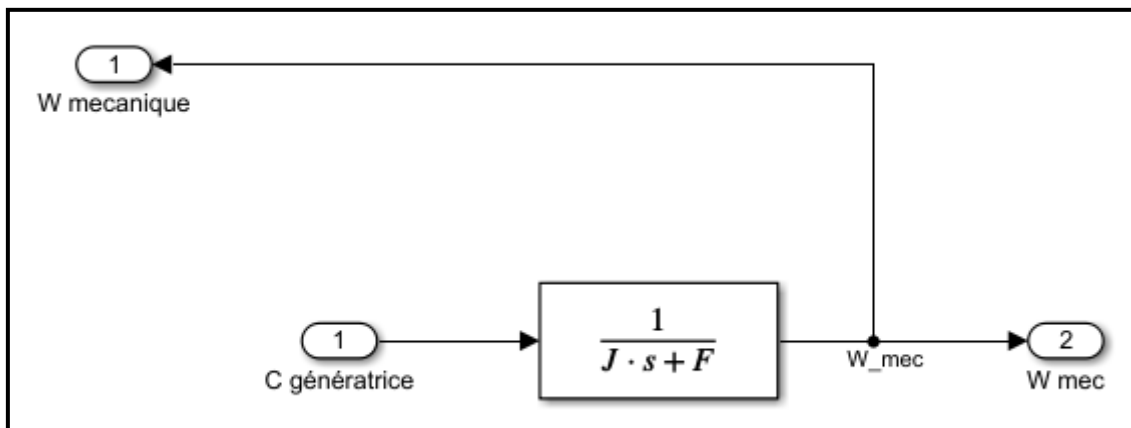 1
W mecanique
1
C génératrice
1
J · s + F
W_mec
2
W mec